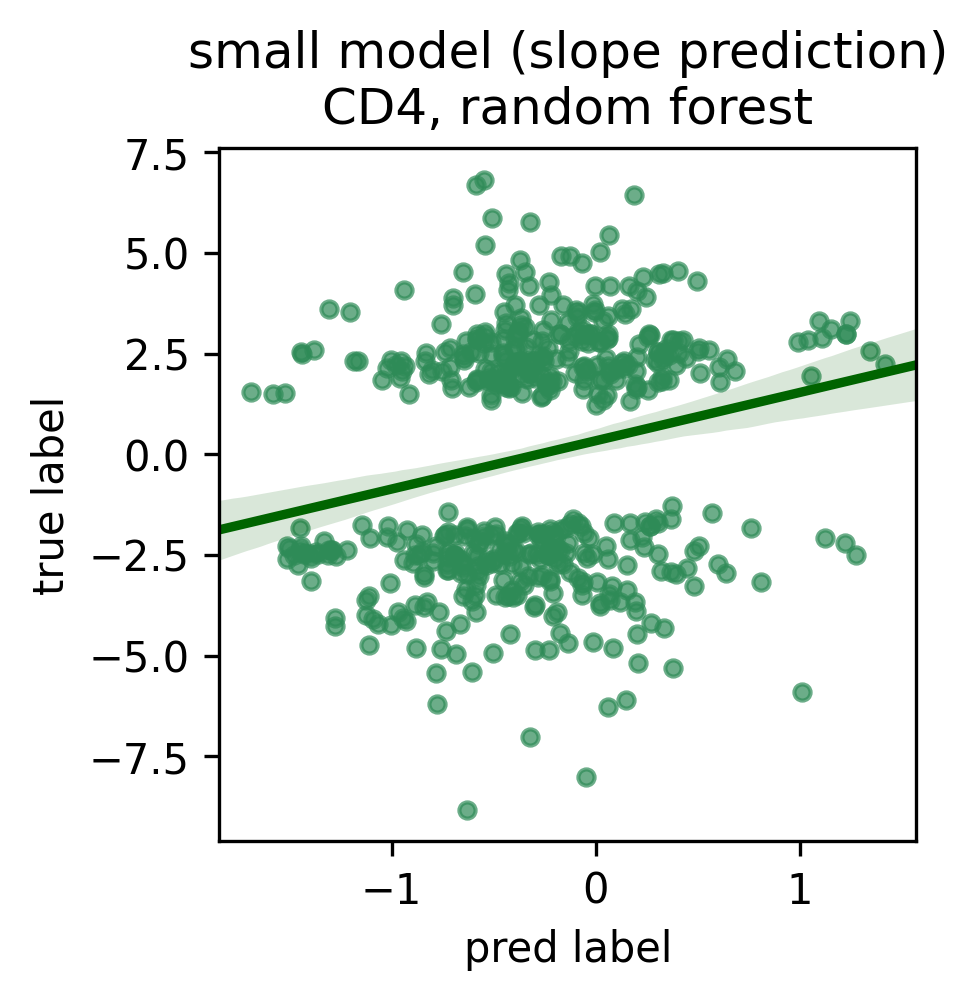 small model (slope prediction)
CD4, random forest
7.5
5.0
2.5
0.0
−2.5
−5.0
−7.5
true label
−1
0
1
pred label